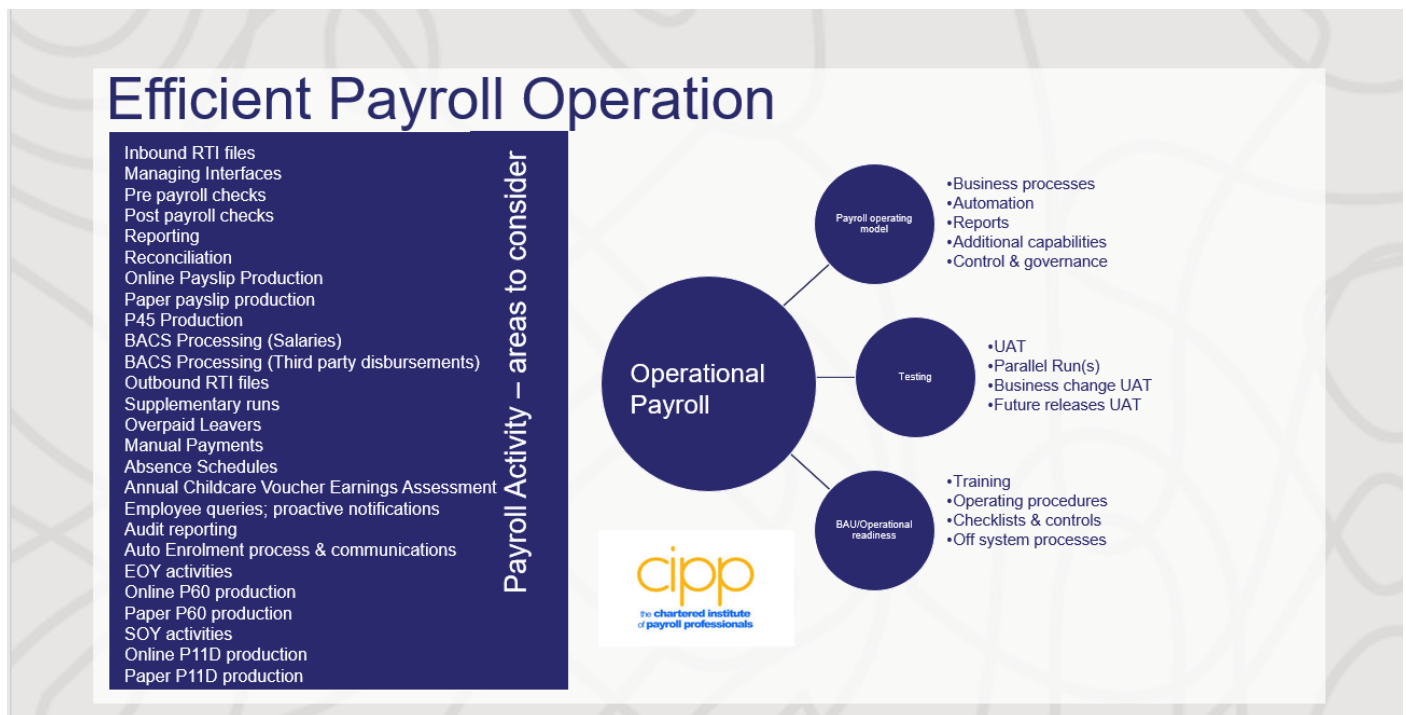 Efficient Payroll Operation
Inbound RTI files
Managing Interfaces
Pre payroll checks
Post payroll checks
Reporting
Reconciliation
Online Payslip Production
Paper payslip production
P45 Production
BACS Processing (Salaries)
BACS Processing (Third party disbursements)
Outbound RTI files
Supplementary runs
Overpaid Leavers
Manual Payments
Absence Schedules
Annual Childcare Voucher Earnings Assessment
Employee queries; proactive notifications
Audit reporting
Auto Enrolment process & communications
EOY activities
Online P60 production
Paper P60 production
SOY activities
Online P11D production
Paper P11D production
Payroll Activity – areas to consider
Operational
Payroll
Payroll operating
model
•Business processes
•Automation
•Reports
•Additional capabilities
•Control & governance
Testing
•UAT
•Parallel Run(s)
•Business change UAT
•Future releases UAT
BAU/Operational
readiness
•Training
•Operating procedures
•Checklists & controls
•Off system processes
cipp
the chartered institute
of payroll professionals